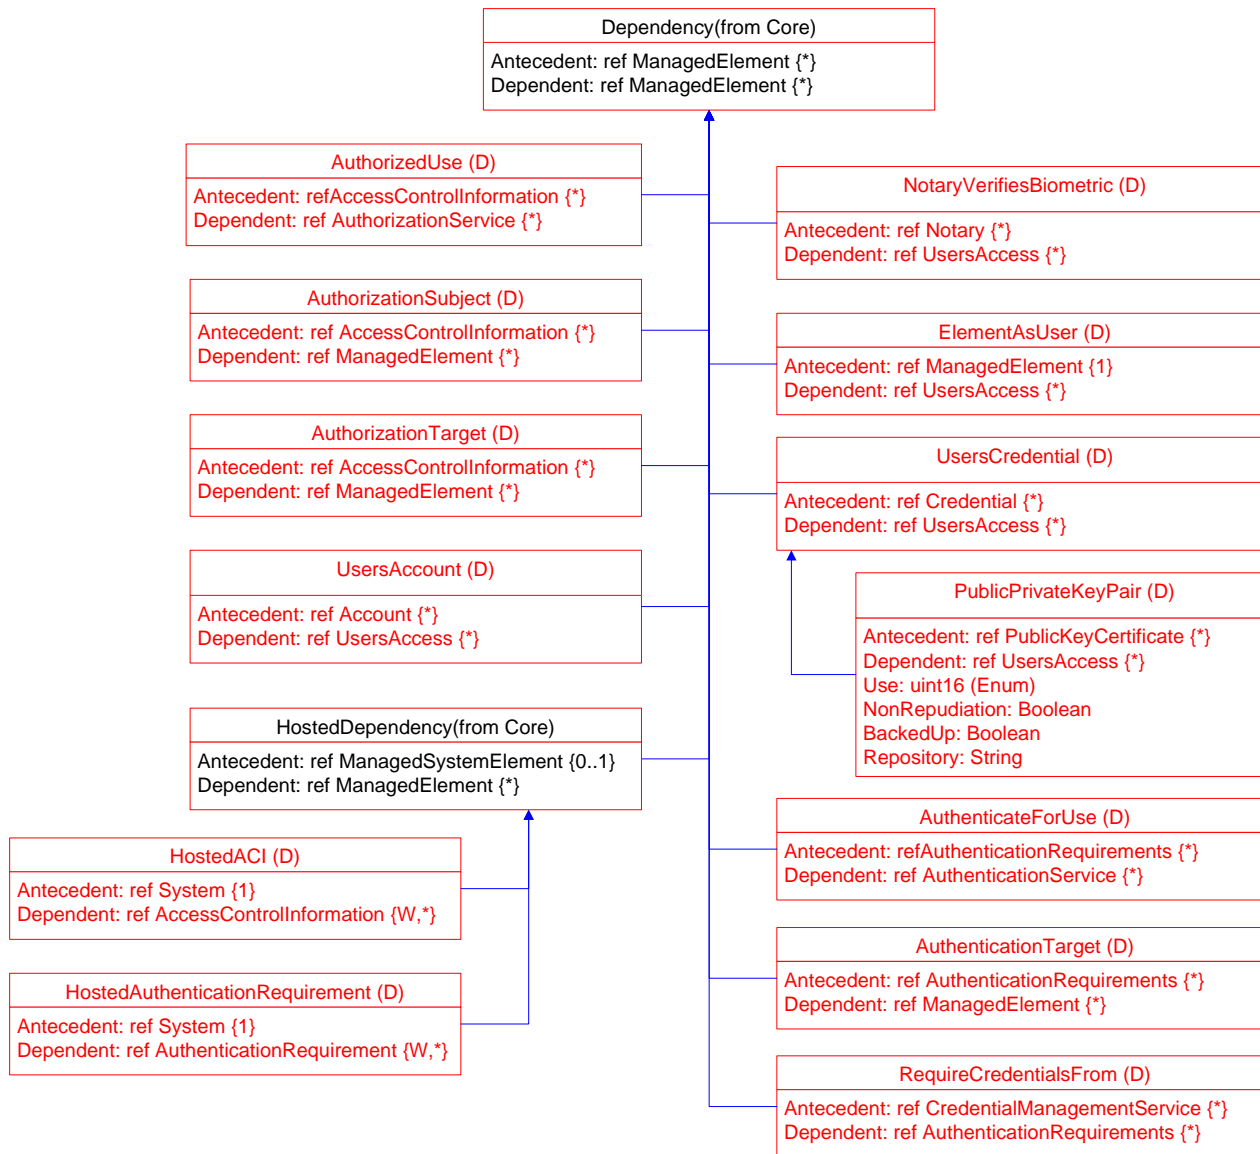 Dependency(from Core)
Antecedent: ref ManagedElement {*}
Dependent: ref ManagedElement {*}
AuthorizedUse (D)
Antecedent: refAccessControlInformation {*}
Dependent: ref AuthorizationService {*}
AuthorizationSubject (D)
Antecedent: ref AccessControlInformation {*}
Dependent: ref ManagedElement {*}
AuthorizationTarget (D)
Antecedent: ref AccessControlInformation {*}
Dependent: ref ManagedElement {*}
UsersAccount (D)
Antecedent: ref Account {*}
Dependent: ref UsersAccess {*}
HostedDependency(from Core)
Antecedent: ref ManagedSystemElement {0..1}
Dependent: ref ManagedElement {*}
HostedACI (D)
Antecedent: ref System {1}
Dependent: ref AccessControlInformation {W,*}
HostedAuthenticationRequirement (D)
Antecedent: ref System {1}
Dependent: ref AuthenticationRequirement {W,*}
NotaryVerifiesBiometric (D)
Antecedent: ref Notary {*}
Dependent: ref UsersAccess {*}
ElementAsUser (D)
Antecedent: ref ManagedElement {1}
Dependent: ref UsersAccess {*}
UsersCredential (D)
Antecedent: ref Credential {*}
Dependent: ref UsersAccess {*}
PublicPrivateKeyPair (D)
Antecedent: ref PublicKeyCertificate {*}
Dependent: ref UsersAccess {*}
Use: uint16 (Enum)
NonRepudiation: Boolean
BackedUp: Boolean
Repository: String
AuthenticateForUse (D)
Antecedent: refAuthenticationRequirements {*}
Dependent: ref AuthenticationService {*}
AuthenticationTarget (D)
Antecedent: ref AuthenticationRequirements {*}
Dependent: ref ManagedElement {*}
RequireCredentialsFrom (D)
Antecedent: ref CredentialManagementService {*}
Dependent: ref AuthenticationRequirements {*}